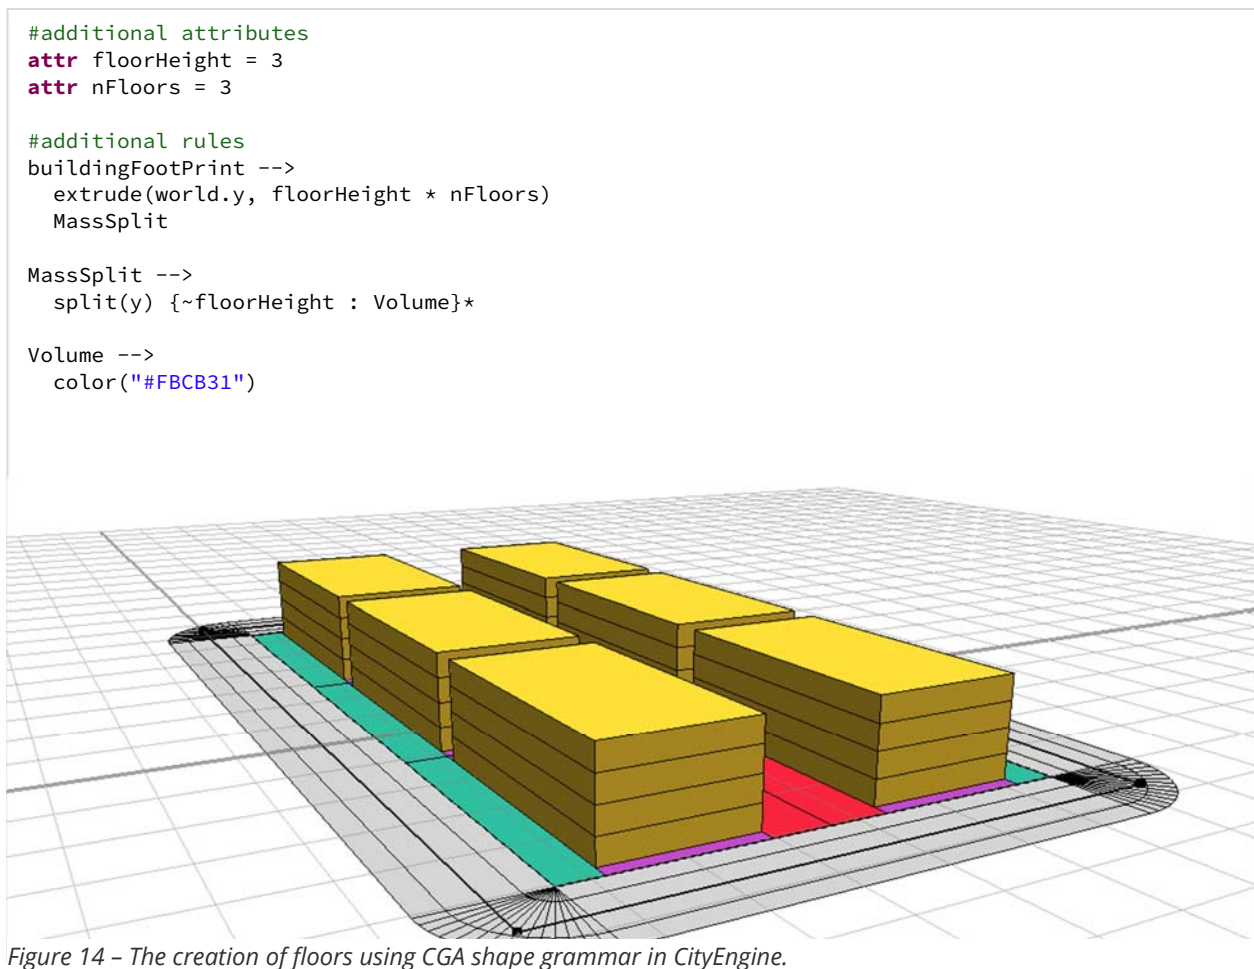 #additional attributes
attr floorHeight = 3
attr nFloors = 3
#additional rules
buildingFootPrint -->
extrude(world.y, floorHeight * nFloors)
MassSplit
MassSplit -->
split(y) {~floorHeight : Volume}*
Volume -->
color("#FBCB31")
Figure 14 – The creation of floors using CGA shape grammar in CityEngine.